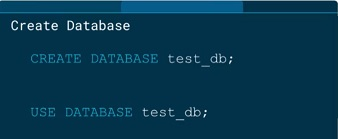 Create Database
CREATE DATABASE test_db;
USE DATABASE test_db;